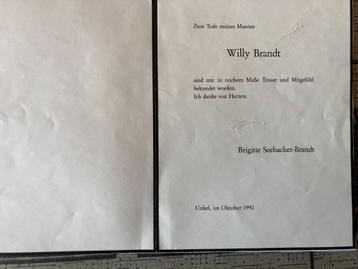 Zum Tode meines Mannes
Willy Brandt
sind mir in reichem Maße Trauer und Mitgefühl
bekundet worden.
Ich danke von Herzen.
Brigitte Seebacher-Brandt
Unkel, im Oktober 1992